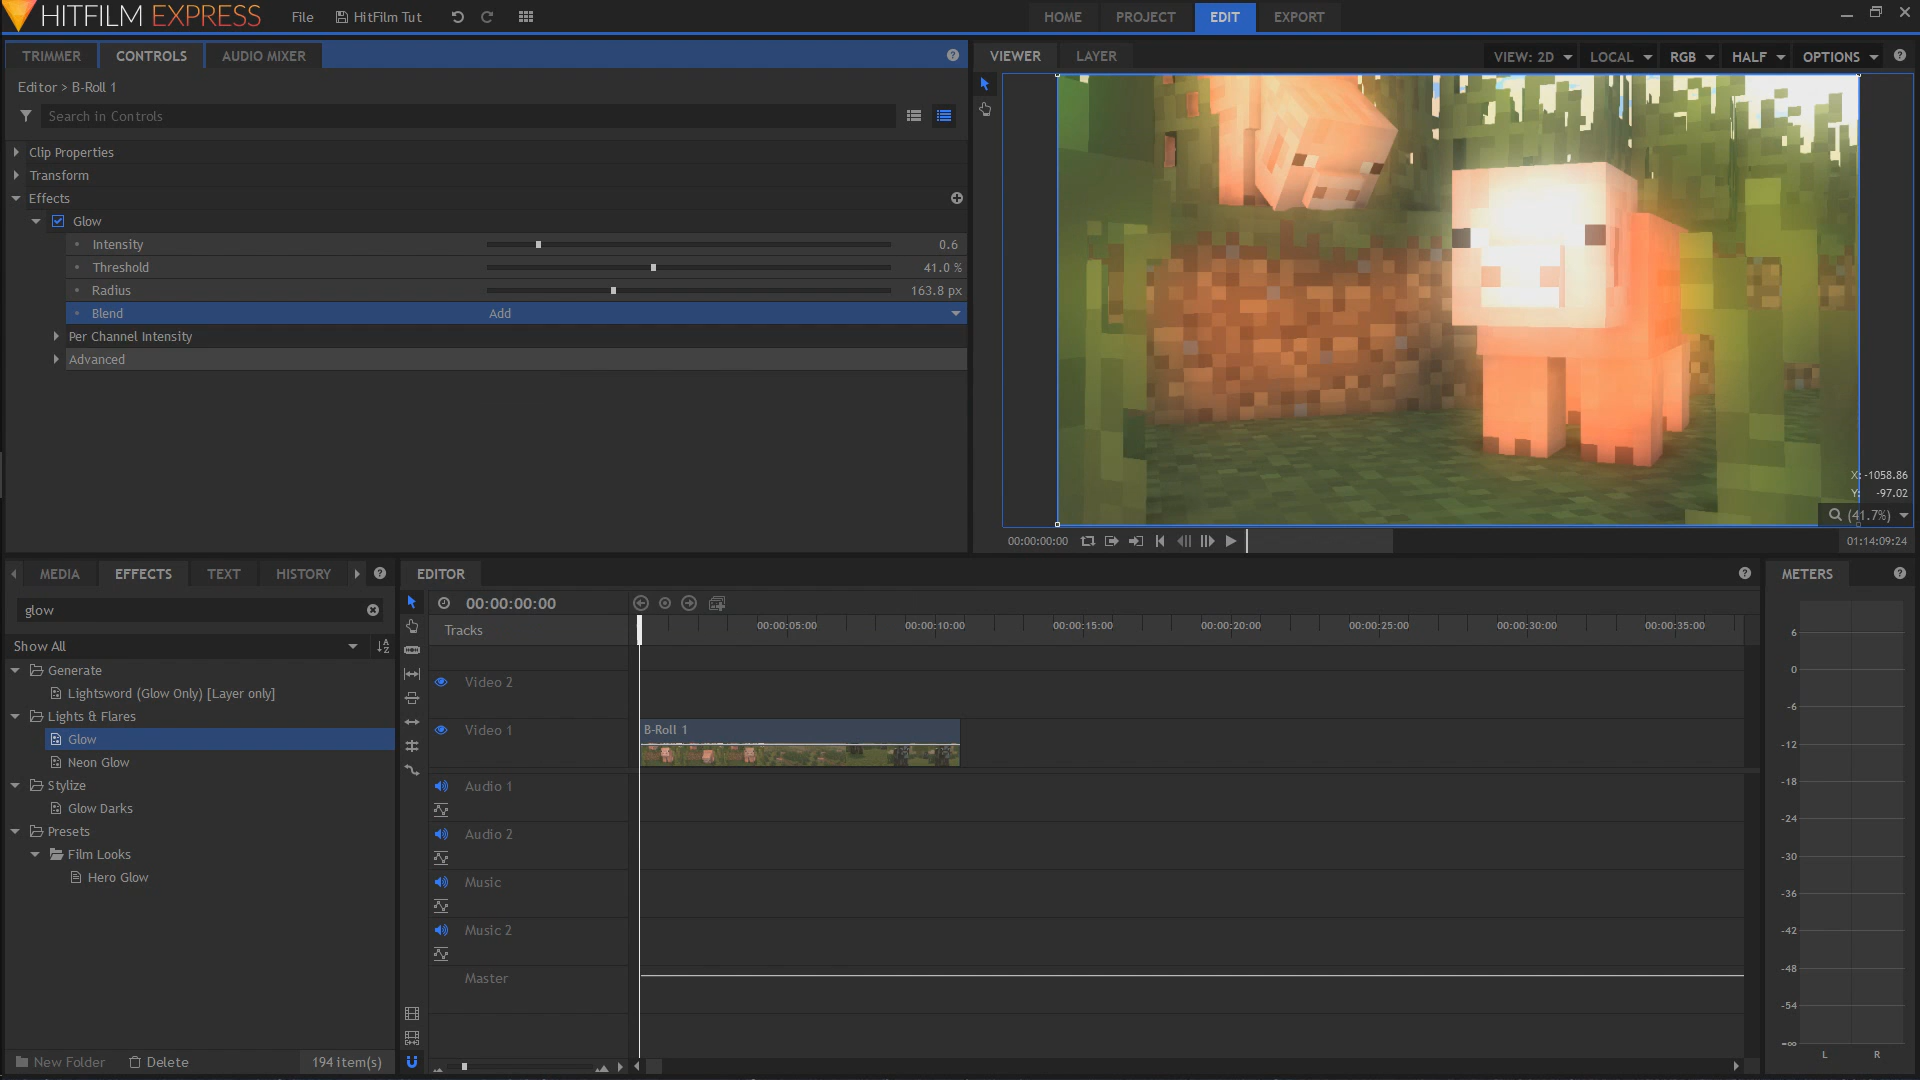 HITFILM EXPRESS
File
HitFilm Tut
HOME
PROJECT
EDIT
EXPORT
TRIMMER
CONTROLS
AUDIO MIXER
Editor > B-Roll 1
Search in Controls
Clip Properties
Transform
Effects
Glow
Intensity 0.6
Threshold 41.0 %
Radius 163.8 px
Blend Add
Per Channel Intensity
Advanced
VIEWER
LAYER
VIEW: 2D
LOCAL
RGB
HALF
OPTIONS
X: -1058.86
Y: -97.02
(41.7%)
00:00:00:00
01:14:09:24
MEDIA
EFFECTS
TEXT
HISTORY
glow
Show All
Generate
Lightsword (Glow Only) [Layer only]
Lights & Flares
Glow
Neon Glow
Stylize
Glow Darks
Presets
Film Looks
Hero Glow
New Folder
Delete
194 item(s)
EDITOR
00:00:00:00
Tracks
00:00:05:00
00:00:10:00
00:00:15:00
00:00:20:00
00:00:25:00
00:00:30:00
00:00:35:00
Video 2
Video 1
B-Roll 1
Audio 1
Audio 2
Music
Music 2
Master
METERS
6
0
-6
-12
-18
-24
-30
-36
-42
-48
-54
-∞
L
R